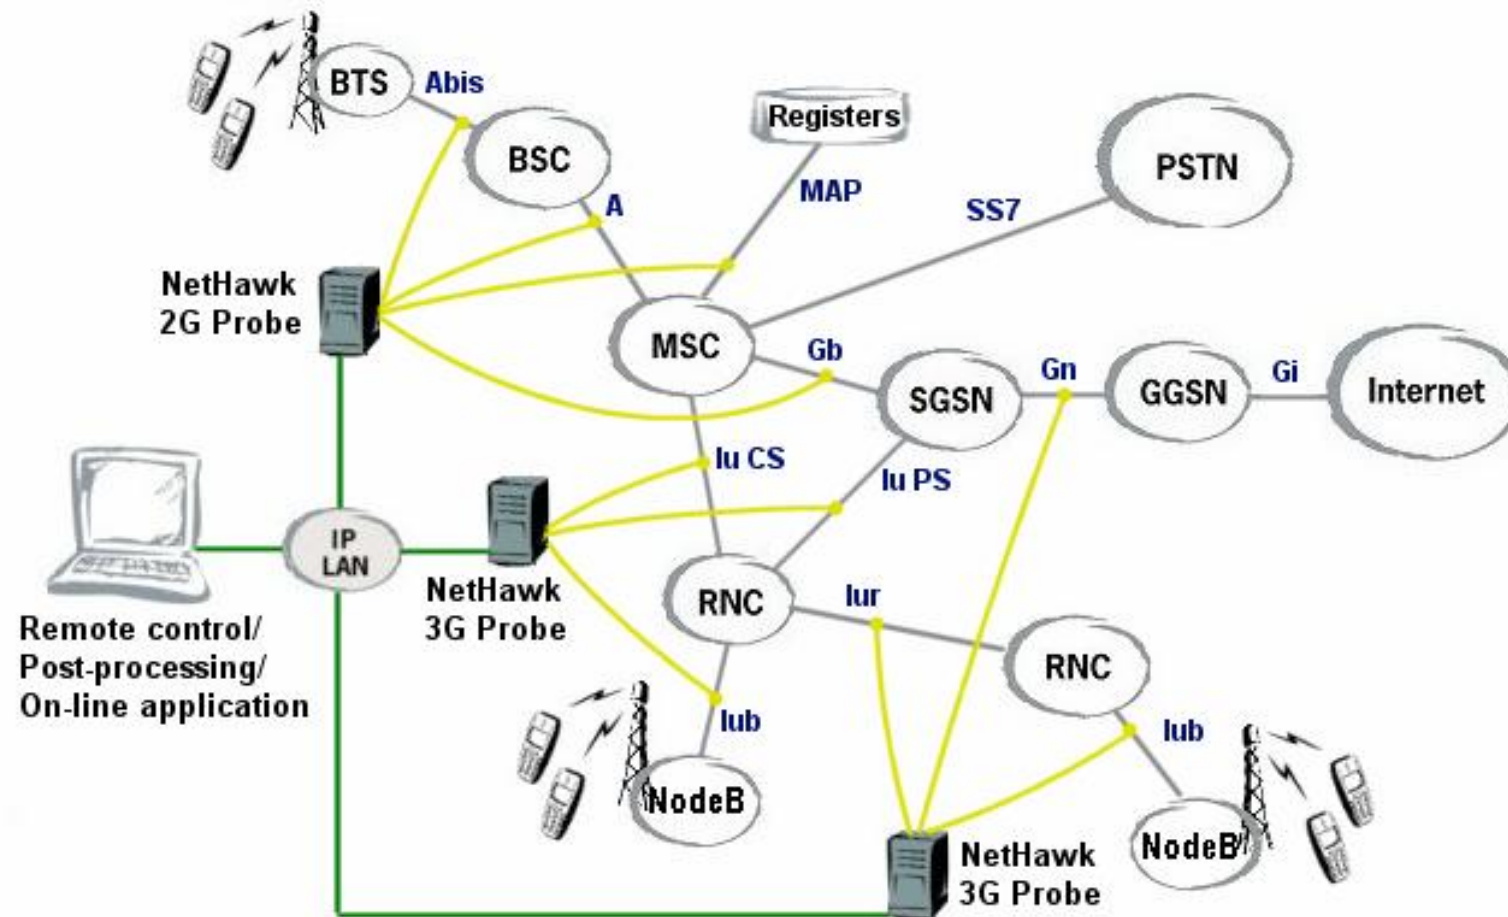 BTS
Abis
BSC
Registers
PSTN
A
MAP
SS7
NetHawk
2G Probe
MSC
Gb
SGSN
Gn
GGSN
Gi
Internet
Iu CS
Iu PS
IP
LAN
NetHawk
3G Probe
RNC
Iur
RNC
Remote control/
Post-processing/
On-line application
Iub
Iub
NodeB
NodeB
NetHawk
3G Probe